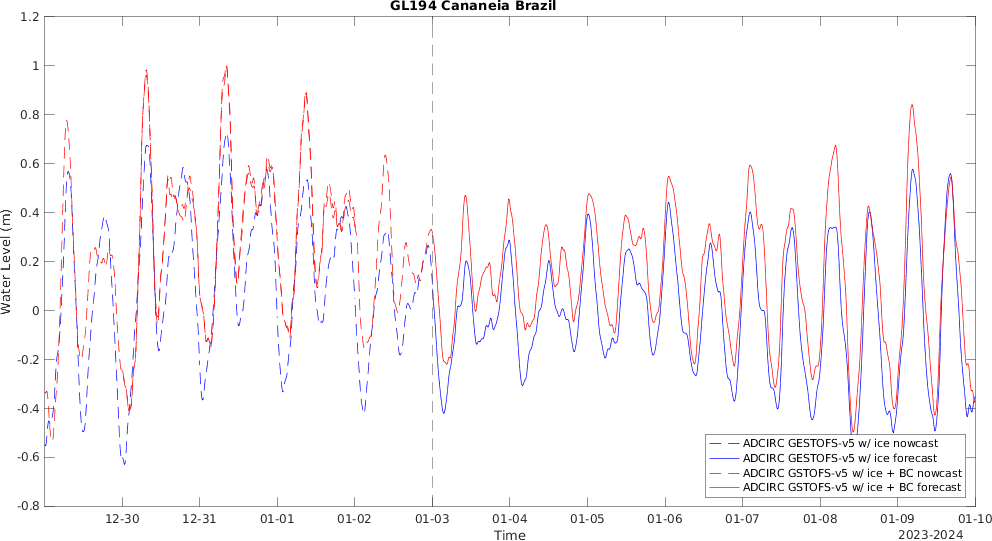 GL194 Cananeia Brazil
1.2
1
0.8
0.6
0.4
0.2
0
-0.2
-0.4
-0.6
-0.8
Water Level (m)
ADCIRC GESTOFS-v5 w/ ice nowcast
ADCIRC GESTOFS-v5 w/ ice forecast
ADCIRC GSTOFS-v5 w/ ice + BC nowcast
ADCIRC GSTOFS-v5 w/ ice + BC forecast
12-30 12-31 01-01 01-02 01-03 01-04 01-05 01-06 01-07 01-08 01-09 01-10
Time
2023-2024